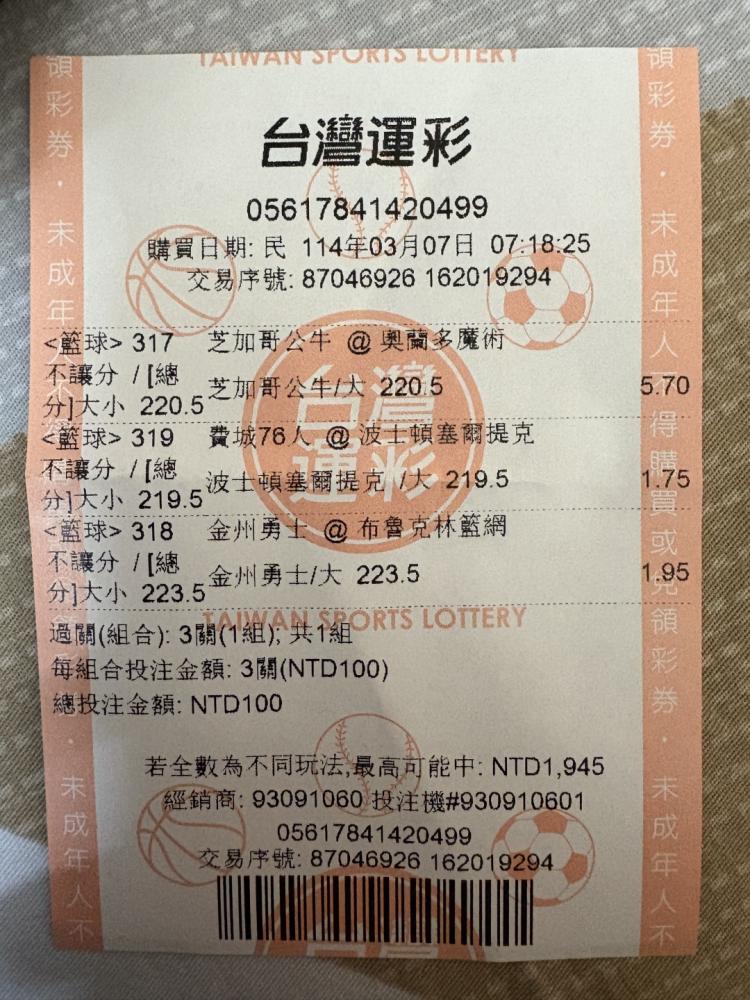 TAIWAN SPORTS LOTTERY
台灣運彩
05617841420499
購買日期: 民 114年03月07日 07:18:25
交易序號: 87046926 162019294
<籃球> 317 芝加哥公牛 @ 奧蘭多魔術
不讓分 / [總分]大小 220.5 芝加哥公牛/大 220.5 5.70
<籃球> 319 費城76人 @ 波士頓塞爾提克
不讓分 / [總分]大小 219.5 波士頓塞爾提克 /大 219.5 1.75
<籃球> 318 金州勇士 @ 布魯克林籃網
不讓分 / [總分]大小 223.5 金州勇士/大 223.5 1.95
台灣運彩
TAIWAN SPORTS LOTTERY
過關(組合): 3關(1組); 共1組
每組合投注金額: 3關(NTD100)
總投注金額: NTD100
若全數為不同玩法,最高可能中: NTD1,945
經銷商: 93091060 投注機#930910601
05617841420499
交易序號: 87046926 162019294
領彩券・未成年人
未成年人不
領彩券・未成年人不得購買或兌領彩券・未成年人不